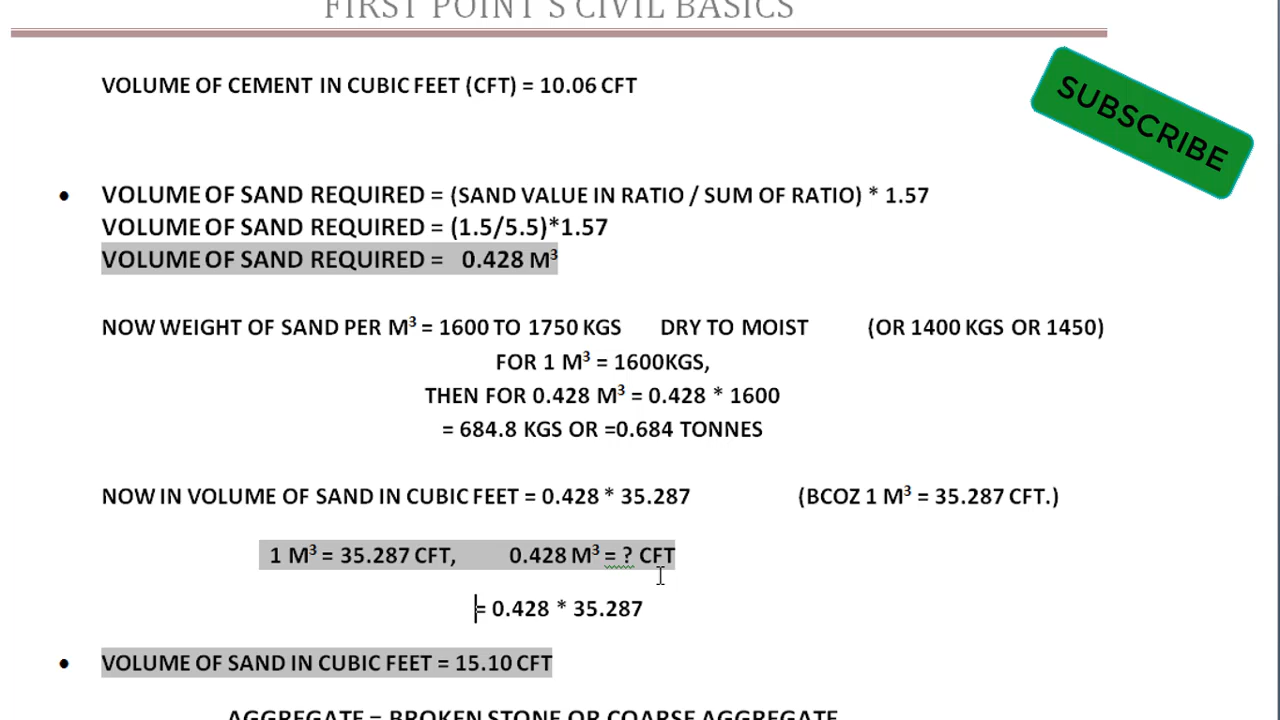 FIRST POINT'S CIVIL BASICS
SUBSCRIBE
VOLUME OF CEMENT IN CUBIC FEET (CFT) = 10.06 CFT
• VOLUME OF SAND REQUIRED = (SAND VALUE IN RATIO / SUM OF RATIO) * 1.57
VOLUME OF SAND REQUIRED = (1.5/5.5)*1.57
VOLUME OF SAND REQUIRED = 0.428 M³
NOW WEIGHT OF SAND PER M³ = 1600 TO 1750 KGS DRY TO MOIST (OR 1400 KGS OR 1450)
FOR 1 M³ = 1600KGS,
THEN FOR 0.428 M³ = 0.428 * 1600
= 684.8 KGS OR =0.684 TONNES
NOW IN VOLUME OF SAND IN CUBIC FEET = 0.428 * 35.287 (BCOZ 1 M³ = 35.287 CFT.)
1 M³ = 35.287 CFT, 0.428 M³ = ? CFT
= 0.428 * 35.287
• VOLUME OF SAND IN CUBIC FEET = 15.10 CFT
AGGREGATE = BROKEN STONE OR COARSE AGGREGATE